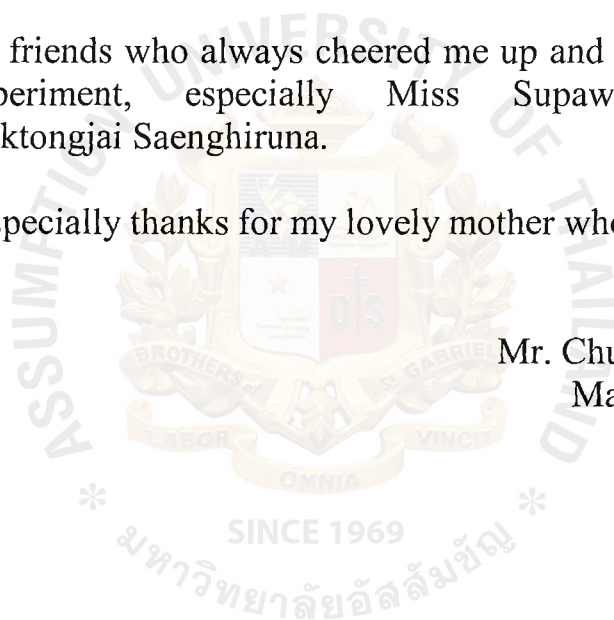 friends who always cheered me up and
periment, especially Miss Supaw
ktongjai Saenghiruna.
specially thanks for my lovely mother who
Mr. Chu
Ma
ASSUMPTION UNIVERSITY OF THAILAND
DS
BROTHERS OF ST GABRIEL
LABOR OMNIA VINCIT
SINCE 1969
มหาวิทยาลัยอัสสัมชัญ